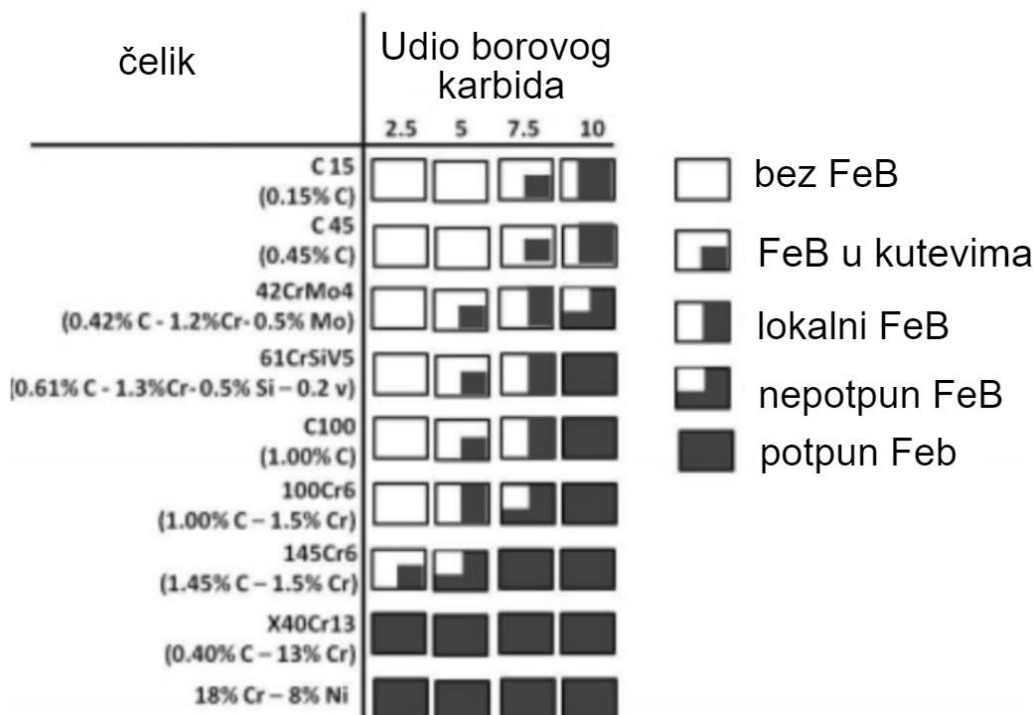 čelik
Udio borovog
karbida
2.5 5 7.5 10
C 15
(0.15% C)
C 45
(0.45% C)
42CrMo4
(0.42% C - 1.2%Cr- 0.5% Mo)
61CrSiV5
(0.61% C - 1.3%Cr- 0.5% Si – 0.2 v)
C100
(1.00% C)
100Cr6
(1.00% C – 1.5% Cr)
145Cr6
(1.45% C – 1.5% Cr)
X40Cr13
(0.40% C – 13% Cr)
18% Cr – 8% Ni
bez FeB
FeB u kutevima
lokalni FeB
nepotpun FeB
potpun Feb